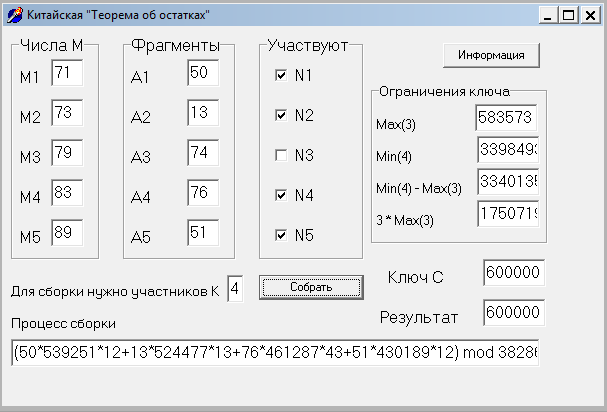 Китайская "Теорема об остатках"
Числа M Фрагменты Участвуют
Информация
M1 71 A1 50 N1
Ограничения ключа
M2 73 A2 13 N2 Max(3) 583573
M3 79 A3 74 N3 Min(4) 3398493
M4 83 A4 76 N4 Min(4) - Max(3) 3340135
M5 89 A5 51 N5 3 * Max(3) 1750719
Для сборки нужно участников К 4 Собрать Ключ С 600000
Результат 600000
Процесс сборки
(50*539251*12+13*524477*13+76*461287*43+51*430189*12) mod 38286